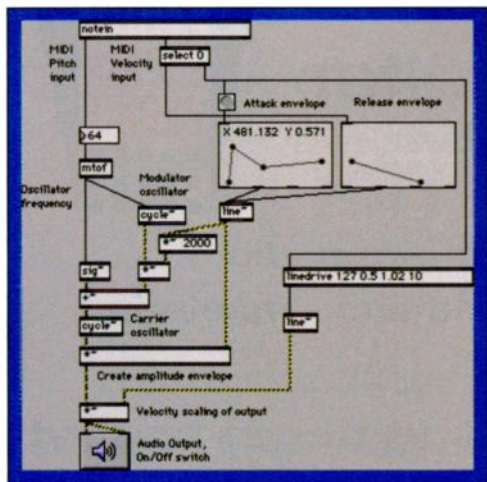 notein
MIDI
Pitch
input
MIDI
Velocity
input
select 0
Attack envelope
Release envelope
X 481.132 Y 0.571
64
mtof
Modulator
oscillator
Oscillator
frequency
cycle~
line~
*~ 2000
sig~
*~
linedrive 127 0.5 1.02 10
*~
cycle~
Carrier
oscillator
line~
*~
Create amplitude envelope
*~
Velocity scaling of output
Audio Output,
On/Off switch